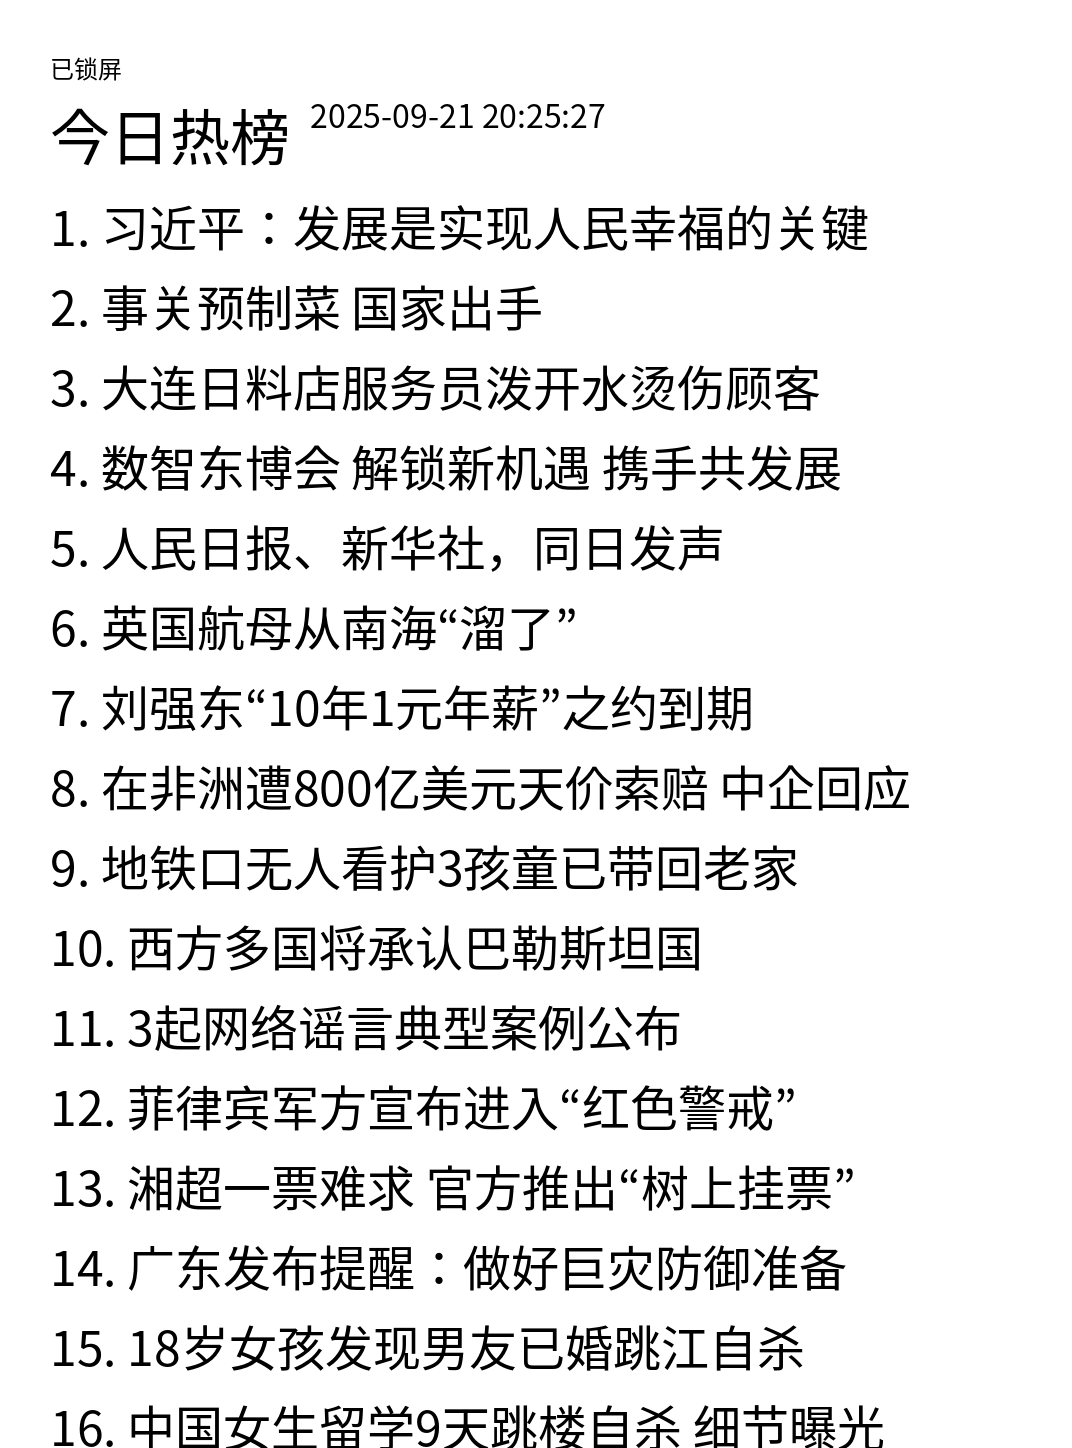 已锁屏
今日热榜 2025-09-21 20:25:27
1. 习近平：发展是实现人民幸福的关键
2. 事关预制菜 国家出手
3. 大连日料店服务员泼开水烫伤顾客
4. 数智东博会 解锁新机遇 携手共发展
5. 人民日报、新华社，同日发声
6. 英国航母从南海“溜了”
7. 刘强东“10年1元年薪”之约到期
8. 在非洲遭800亿美元天价索赔 中企回应
9. 地铁口无人看护3孩童已带回老家
10. 西方多国将承认巴勒斯坦国
11. 3起网络谣言典型案例公布
12. 菲律宾军方宣布进入“红色警戒”
13. 湘超一票难求 官方推出“树上挂票”
14. 广东发布提醒：做好巨灾防御准备
15. 18岁女孩发现男友已婚跳江自杀
16. 中国女生留学9天跳楼自杀 细节曝光